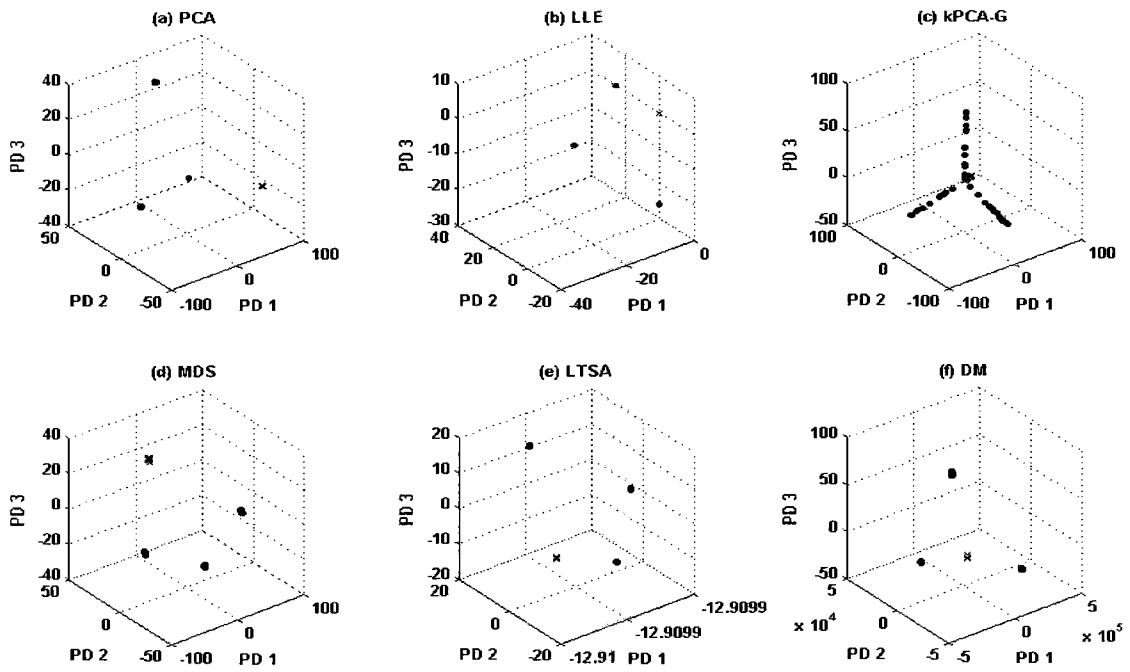 (a) PCA
40
20
0
-20
-40
PD 3
50
0
-50
PD 2
-100
0
100
PD 1
(b) LLE
10
0
-10
-20
-30
PD 3
40
20
0
-20
PD 2
-40
-20
0
PD 1
(c) kPCA-G
100
50
0
-50
PD 3
100
0
-100
PD 2
-100
0
100
PD 1
(d) MDS
40
20
0
-20
-40
PD 3
50
0
-50
PD 2
-100
0
100
PD 1
(e) LTSA
20
10
0
-10
-20
PD 3
20
0
-20
PD 2
-12.91
-12.9099
-12.9099
PD 1
(f) DM
100
50
0
-50
PD 3
5
0
-5
× 10^4
PD 2
-5
0
5
× 10^5
PD 1